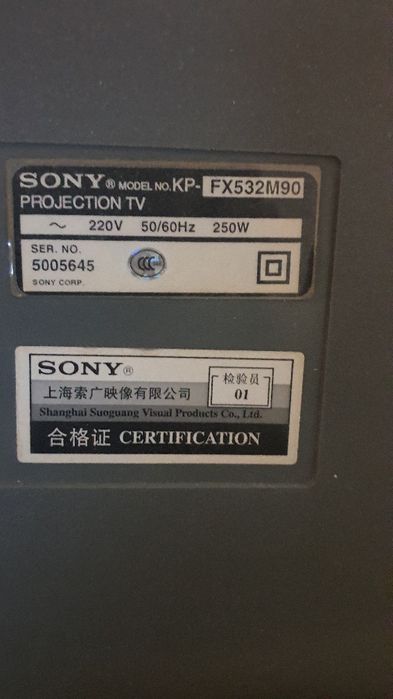 SONY® MODEL NO. KP- FX532M90
PROJECTION TV
～ 220V 50/60Hz 250W
SER. NO.
5005645
SONY CORP.
CCC
SONY®
检验员
01
上海索广映像有限公司
Shanghai Suoguang Visual Products Co., Ltd.
合格证 CERTIFICATION